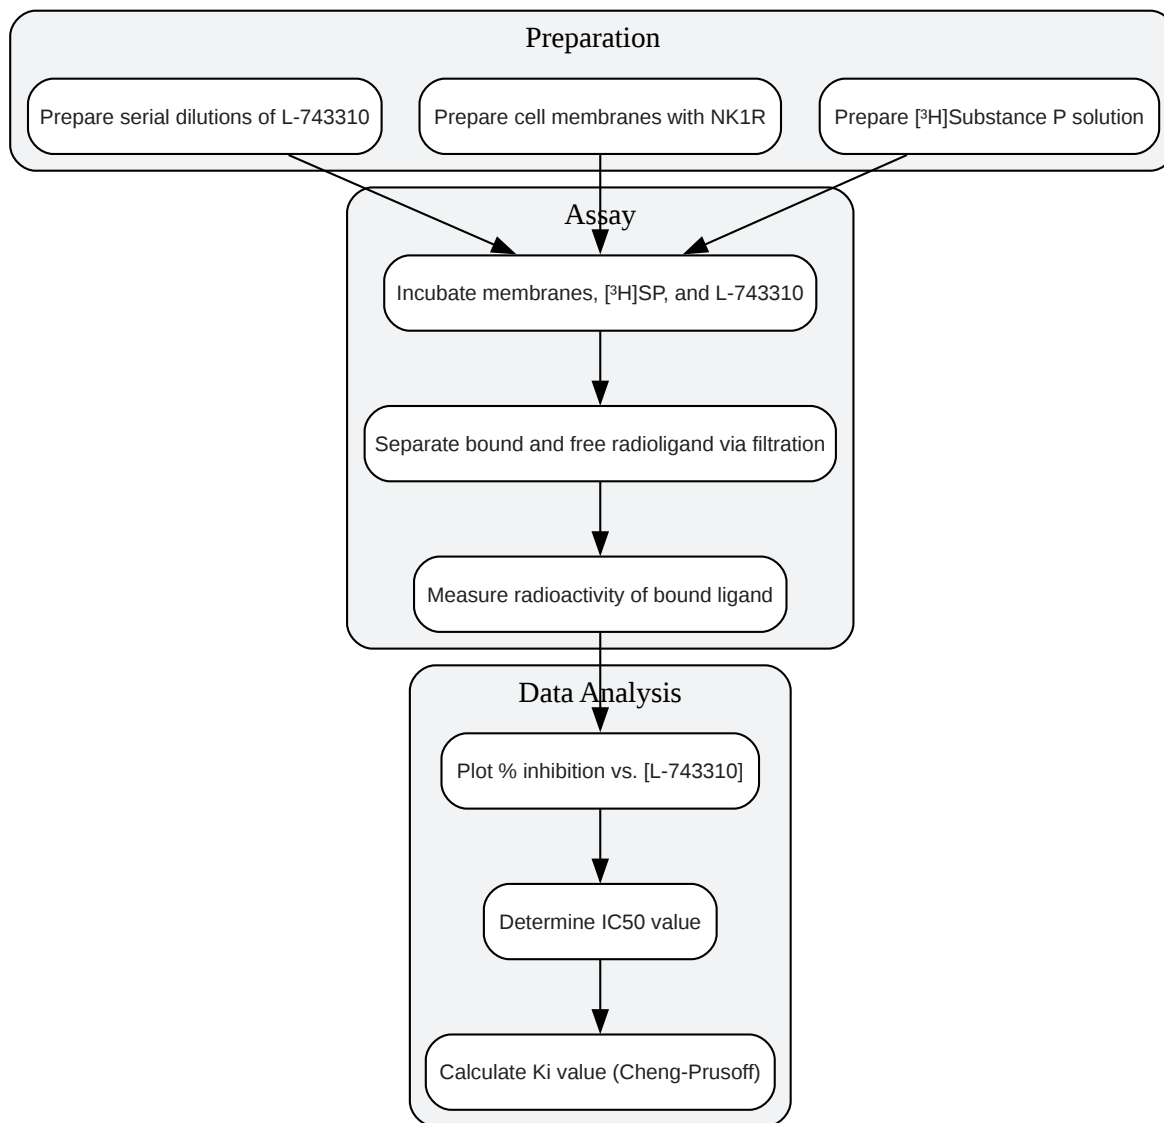 Preparation
Prepare serial dilutions of L-743310
Prepare cell membranes with NK1R
Prepare [³H]Substance P solution
Assay
Incubate membranes, [³H]SP, and L-743310
Separate bound and free radioligand via filtration
Measure radioactivity of bound ligand
Data Analysis
Plot % inhibition vs. [L-743310]
Determine IC50 value
Calculate Ki value (Cheng-Prusoff)